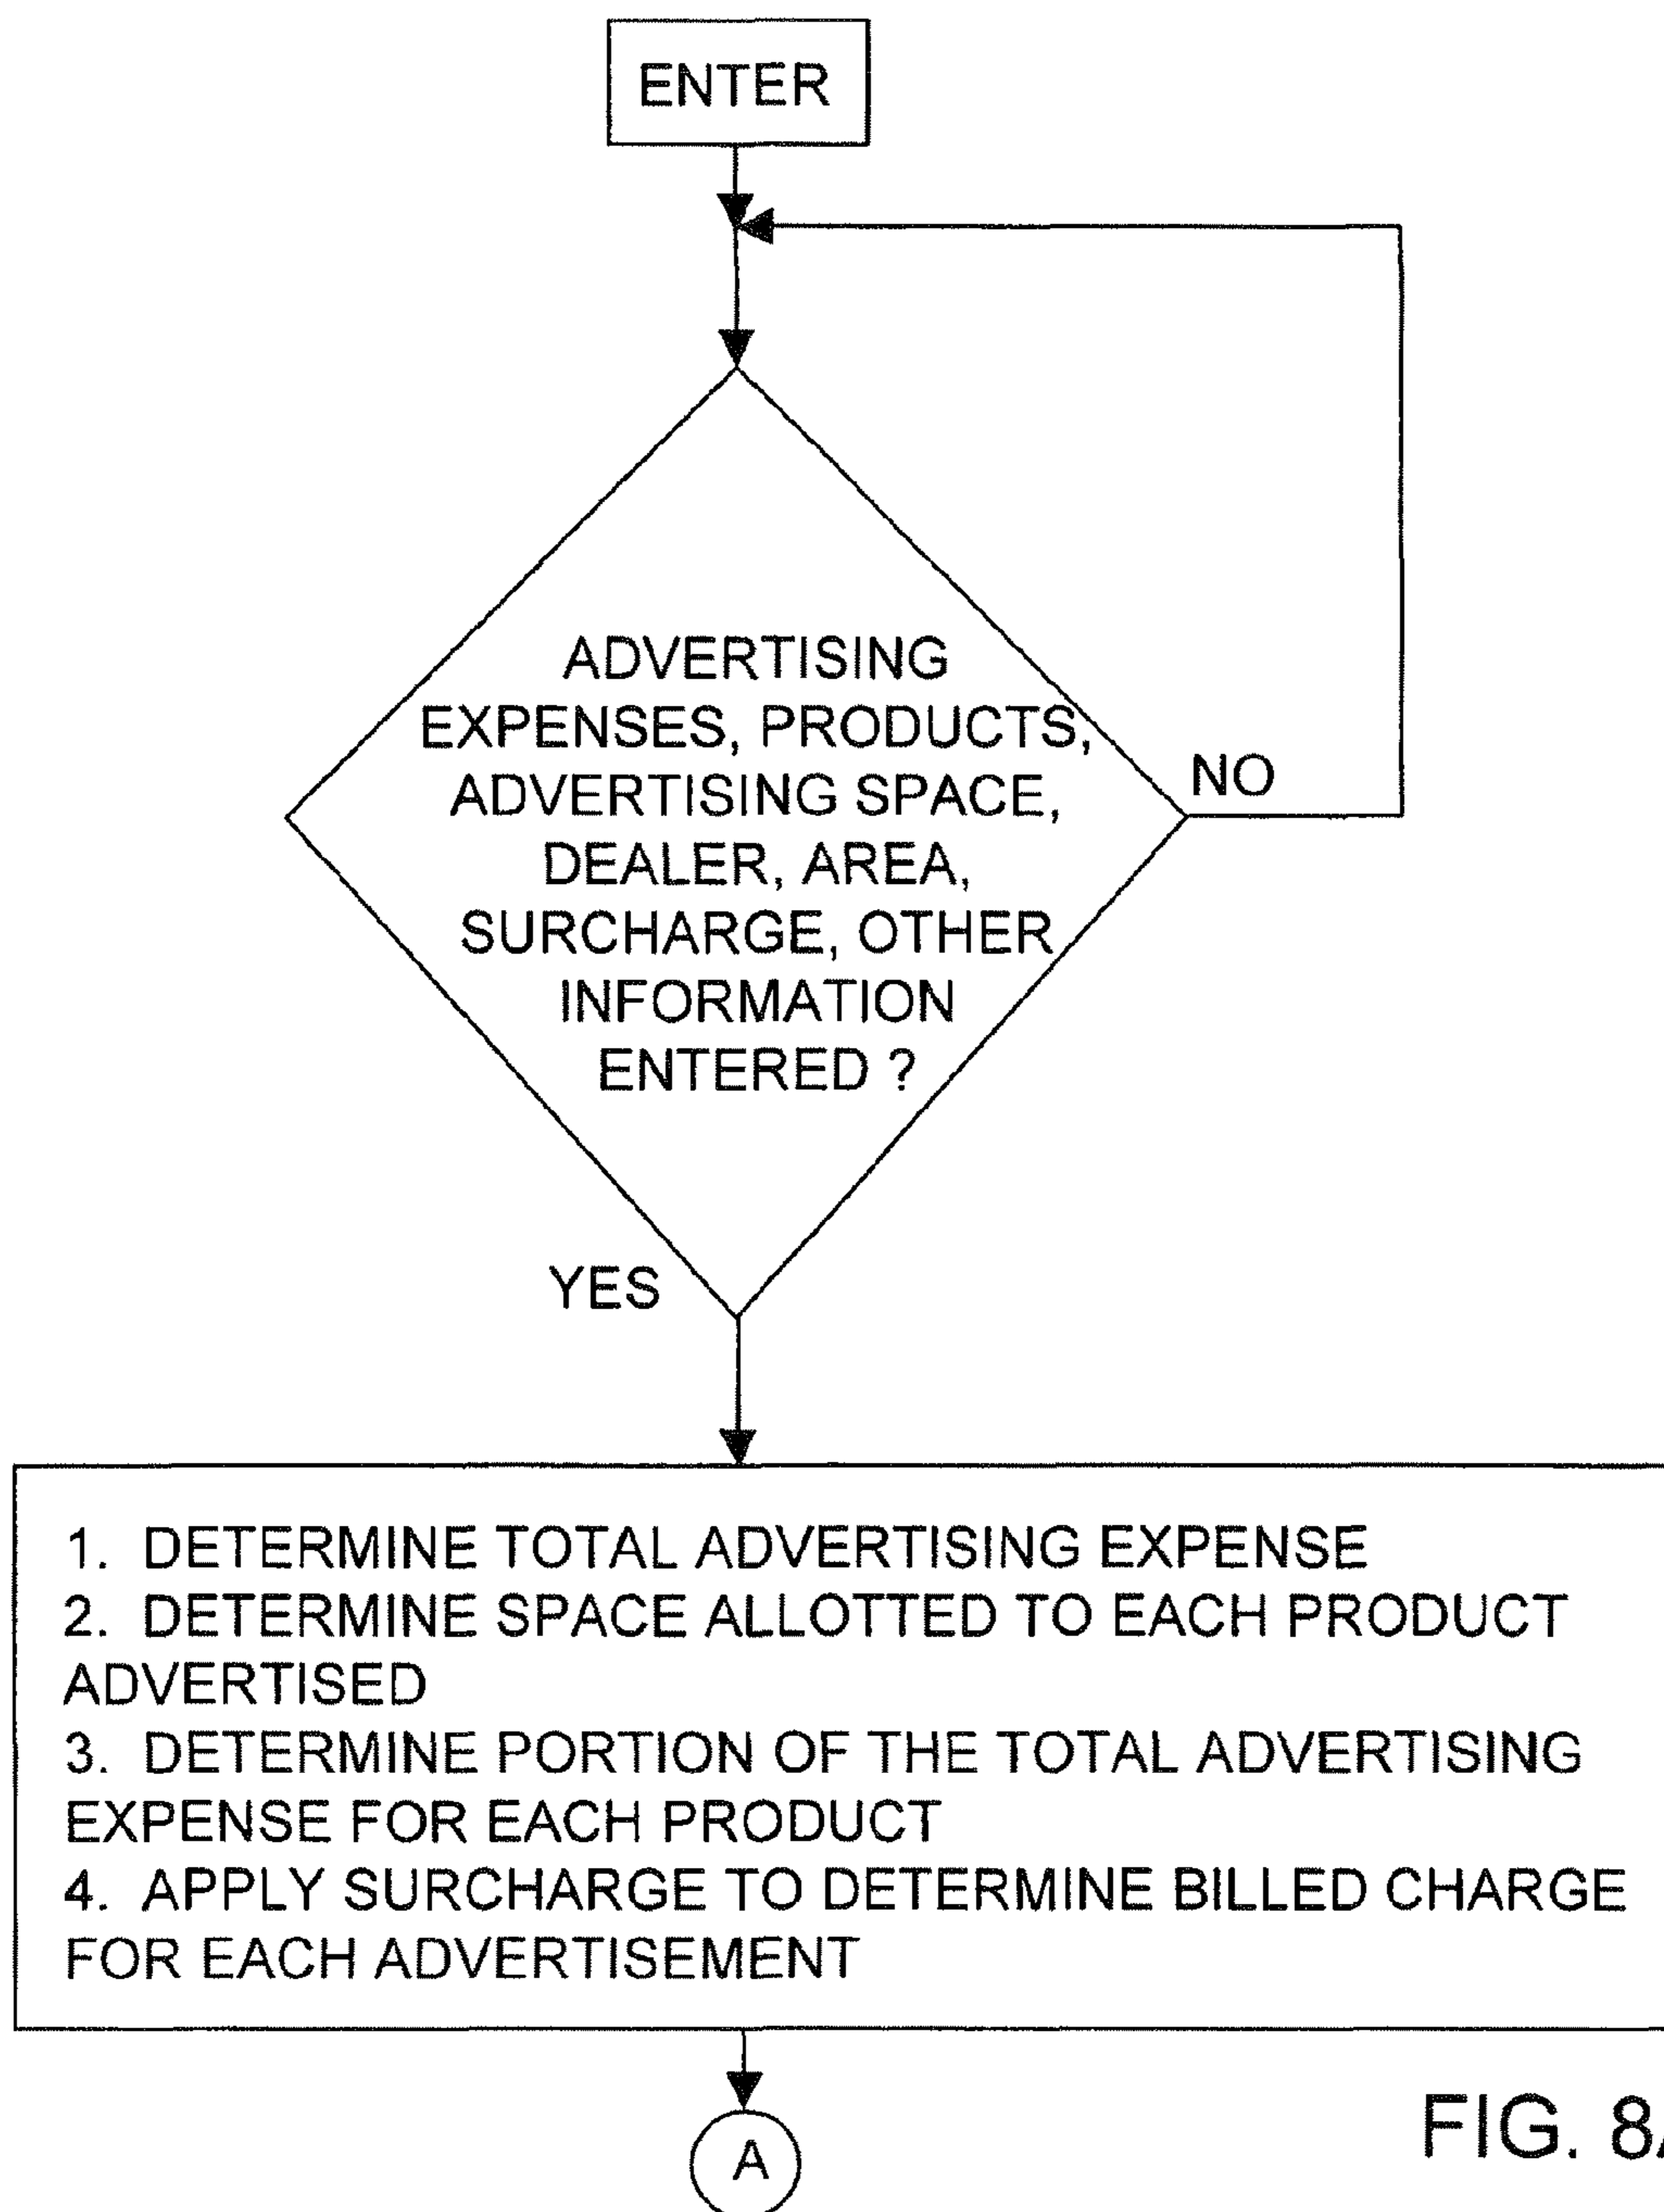 ENTER
ADVERTISING
EXPENSES, PRODUCTS,
ADVERTISING SPACE,
DEALER, AREA,
SURCHARGE, OTHER
INFORMATION
ENTERED ?
NO
YES
1. DETERMINE TOTAL ADVERTISING EXPENSE
2. DETERMINE SPACE ALLOTTED TO EACH PRODUCT
ADVERTISED
3. DETERMINE PORTION OF THE TOTAL ADVERTISING
EXPENSE FOR EACH PRODUCT
4. APPLY SURCHARGE TO DETERMINE BILLED CHARGE
FOR EACH ADVERTISEMENT
A
FIG. 8A